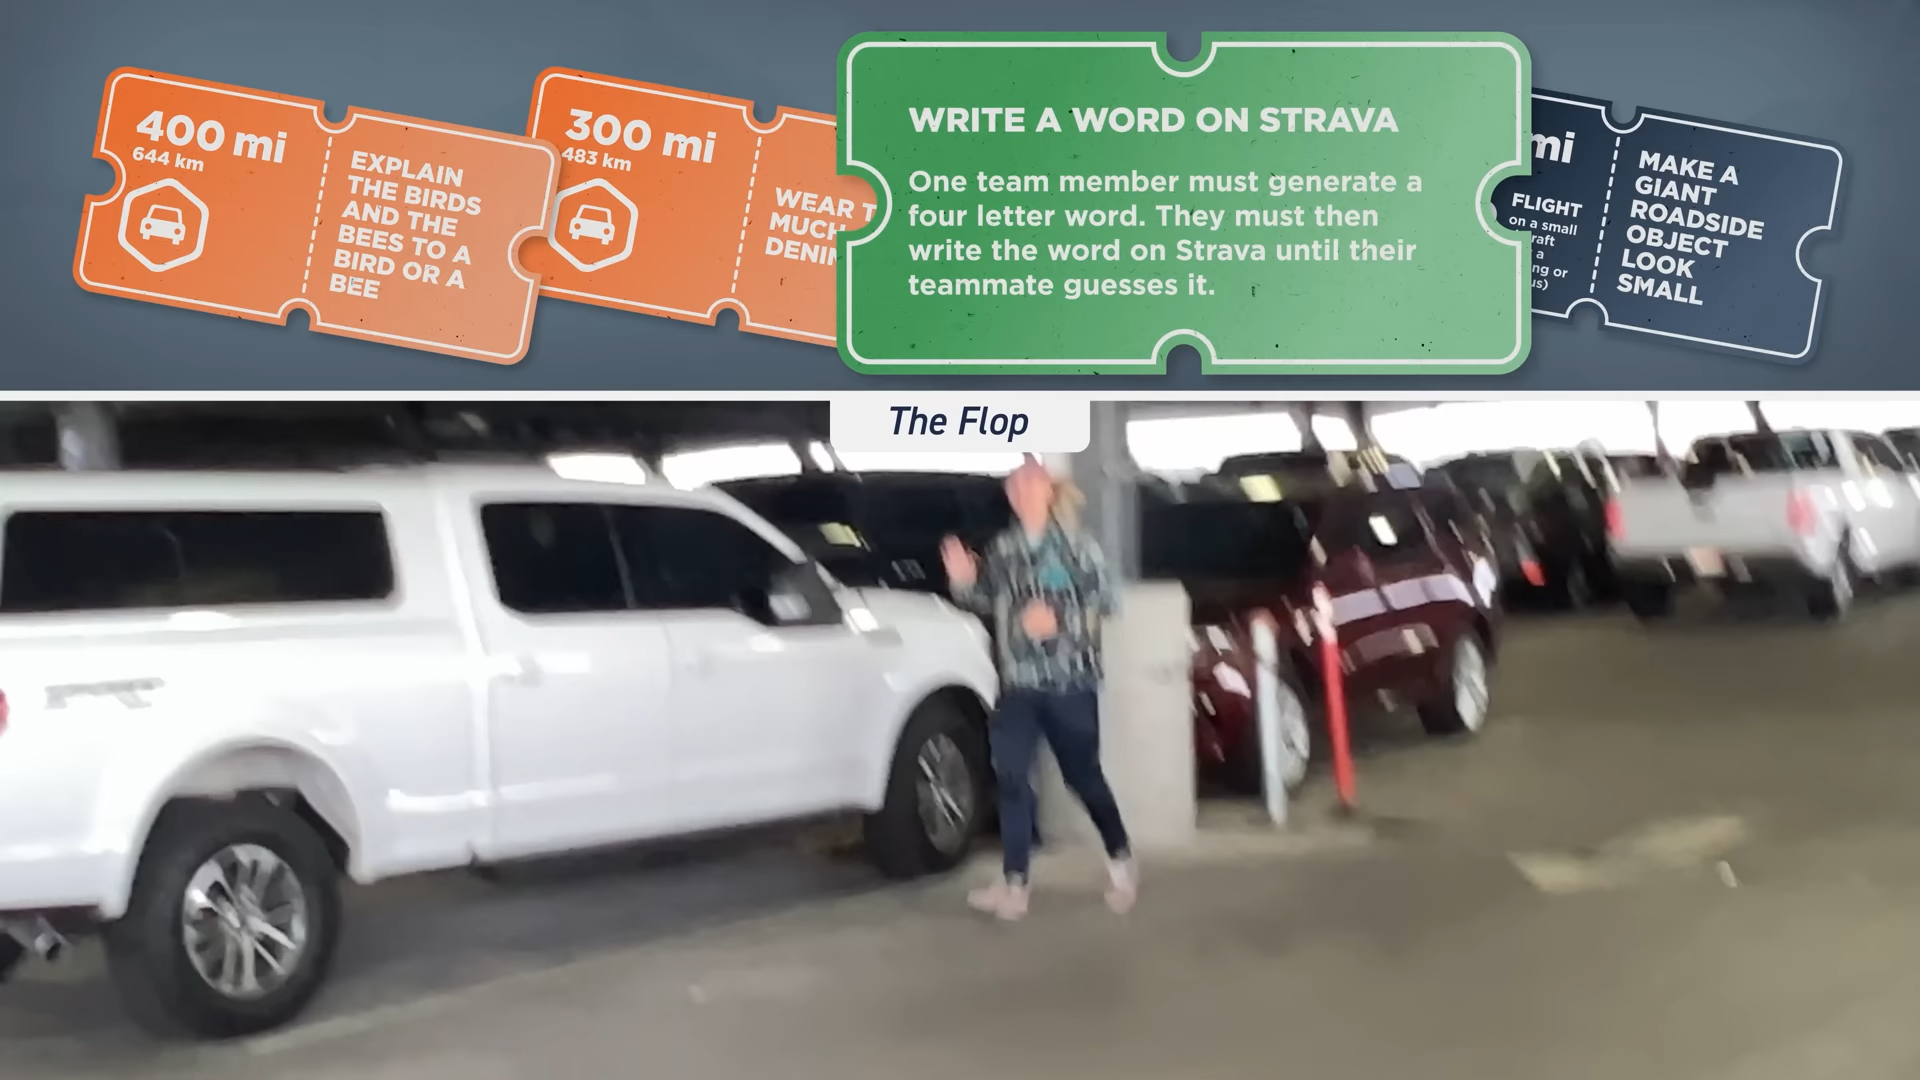 400 mi
644 km
EXPLAIN
THE BIRDS
AND THE
BEES TO A
BIRD OR A
BEE
300 mi
483 km
WEAR
MUCH
WRITE A WORD ON STRAVA
One team member must generate a
four letter word. They must then
write the word on Strava until their
teammate guesses it.
mi
FLIGHT
on a small
a
or
MAKE A
GIANT
ROADSIDE
OBJECT
LOOK
SMALL
The Flop